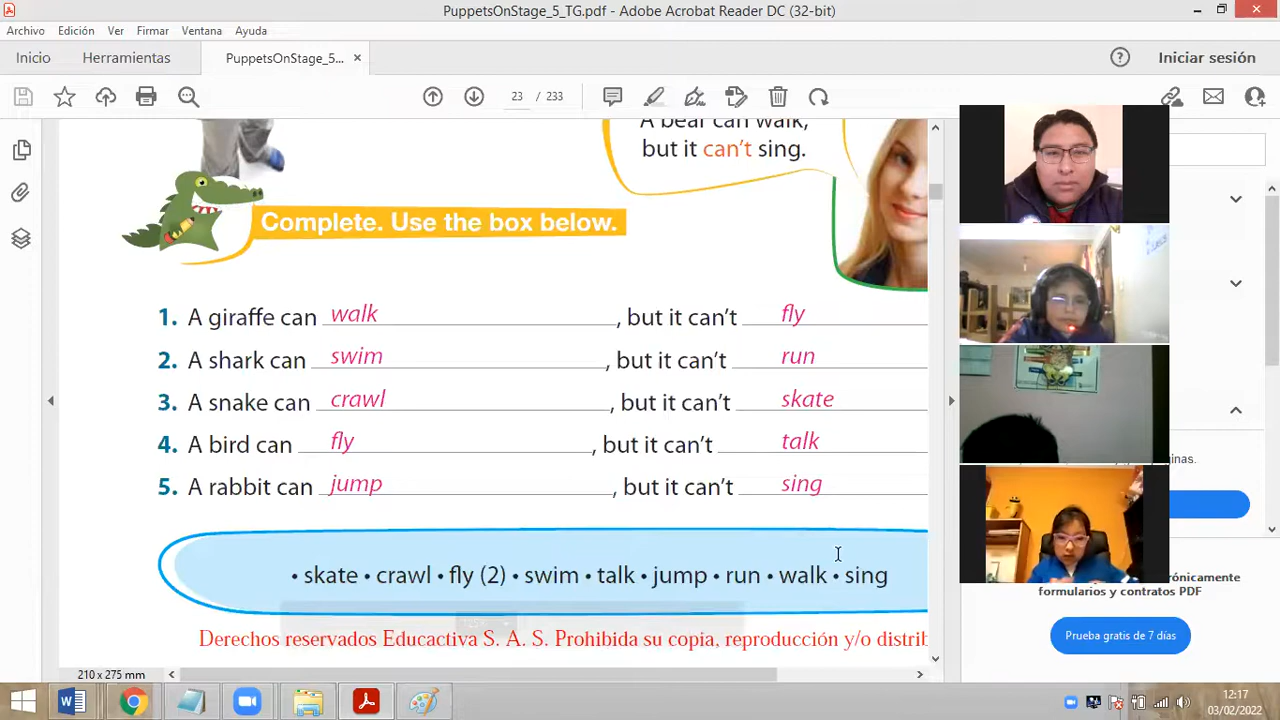 PuppetsOnStage_5_TG.pdf - Adobe Acrobat Reader DC (32-bit)
Archivo Edición Ver Firmar Ventana Ayuda
Inicio Herramientas PuppetsOnStage_5... × Iniciar sesión
23 / 233
A bear can walk,
but it can't sing.
Complete. Use the box below.
1. A giraffe can walk, but it can't fly
2. A shark can swim, but it can't run
3. A snake can crawl, but it can't skate
4. A bird can fly, but it can't talk
5. A rabbit can jump, but it can't sing
• skate • crawl • fly (2) • swim • talk • jump • run • walk • sing
Derechos reservados Educactiva S. A. S. Prohibida su copia, reproducción y/o distrib
formularios y contratos PDF
Prueba gratis de 7 días
210 x 275 mm
12:17
03/02/2022